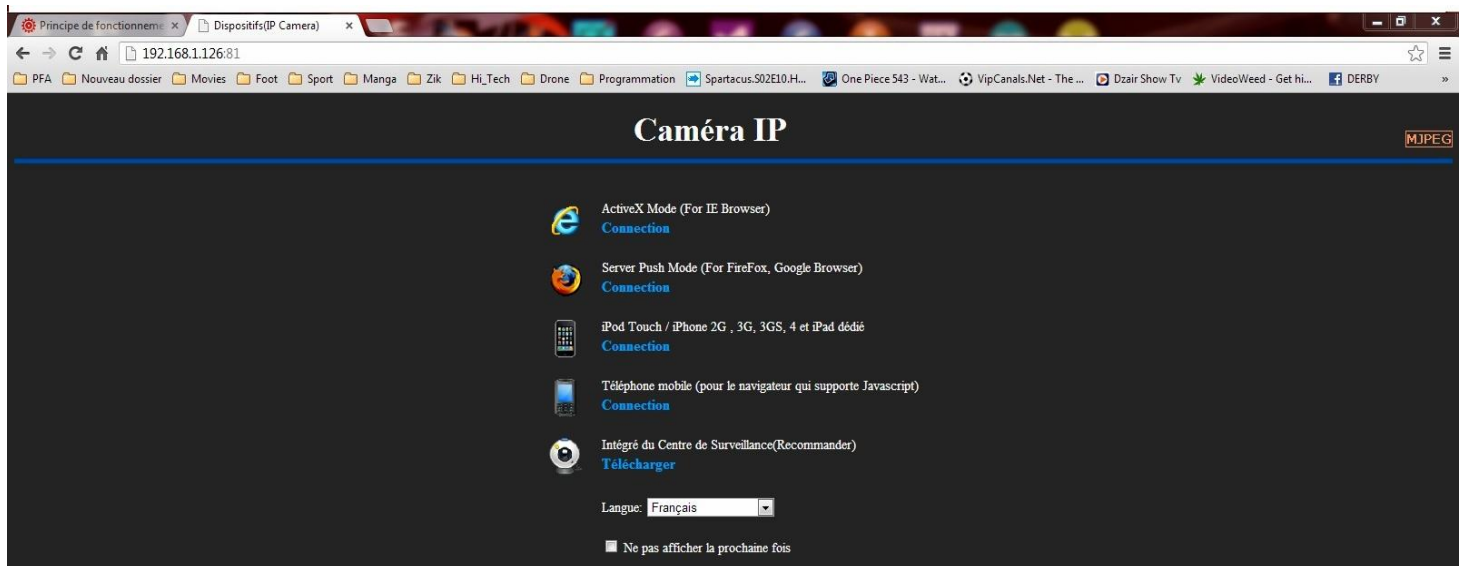 Principe de fonctionneme
Dispositifs(IP Camera)
192.168.1.126:81
PFA Nouveau dossier Movies Foot Sport Manga Zik Hi_Tech Drone Programmation Spartacus.S02E10.H... One Piece 543 - Wat... VipCanals.Net - The ... Dzair Show Tv VideoWeed - Get hi... DERBY »
Caméra IP
MJPEG
ActiveX Mode (For IE Browser)
Connection
Server Push Mode (For FireFox, Google Browser)
Connection
iPod Touch / iPhone 2G , 3G, 3GS, 4 et iPad dédié
Connection
Téléphone mobile (pour le navigateur qui supporte Javascript)
Connection
Intégré du Centre de Surveillance(Recommander)
Télécharger
Langue: Français
Ne pas afficher la prochaine fois